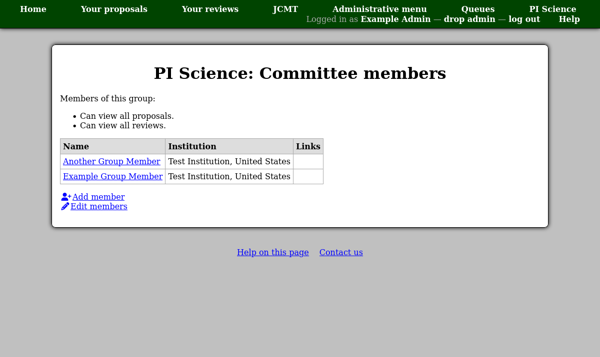 Home Your proposals Your reviews JCMT Administrative menu Queues PI Science
Logged in as Example Admin — drop admin — log out Help
PI Science: Committee members
Members of this group:
• Can view all proposals.
• Can view all reviews.
Name Institution Links
Another Group Member Test Institution, United States
Example Group Member Test Institution, United States
Add member
Edit members
Help on this page Contact us